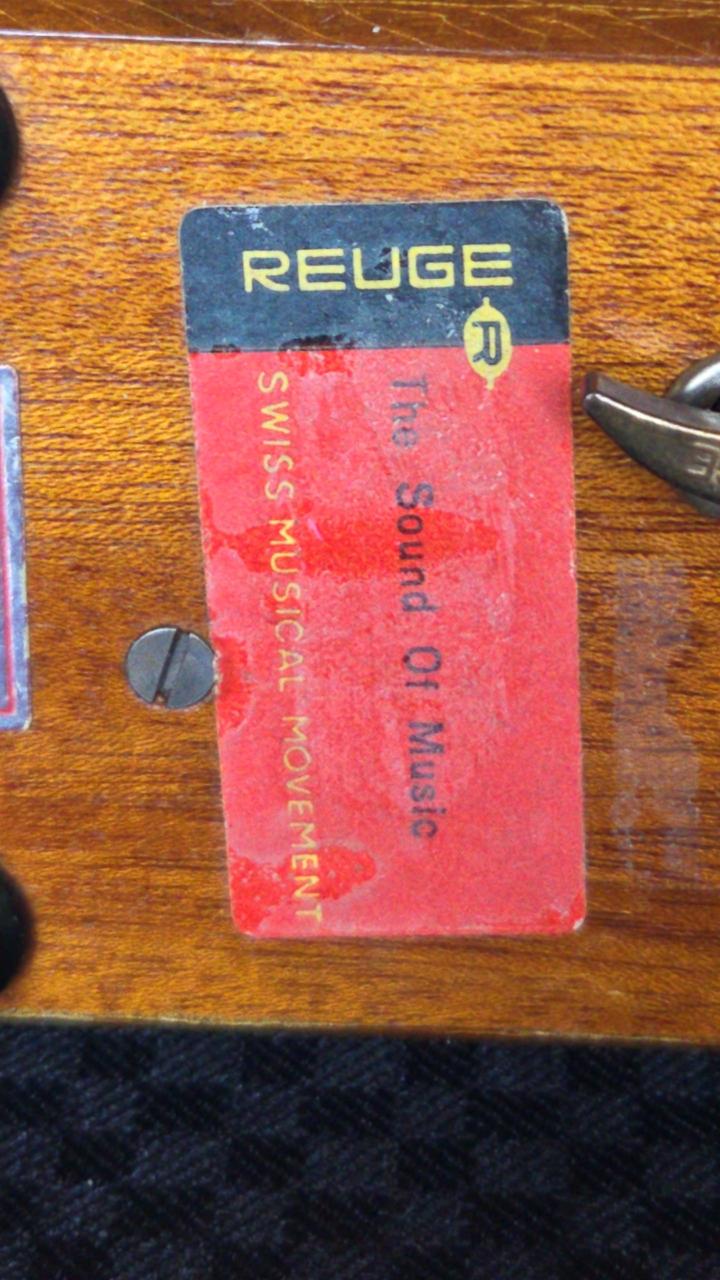 REUGE
R
The Sound Of Music
SWISS MUSICAL MOVEMENT